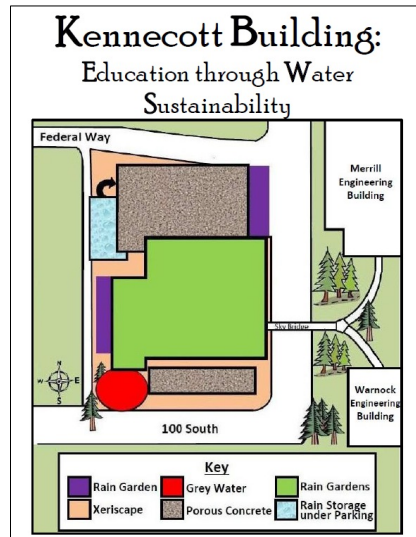 Kennecott Building:
Education through Water
Sustainability
Federal Way
Merrill
Engineering
Building
Sky Bridge
N
W E
S
Warnock
Engineering
Building
100 South
Key
Rain Garden Grey Water Rain Gardens
Xeriscape Porous Concrete Rain Storage
under Parking